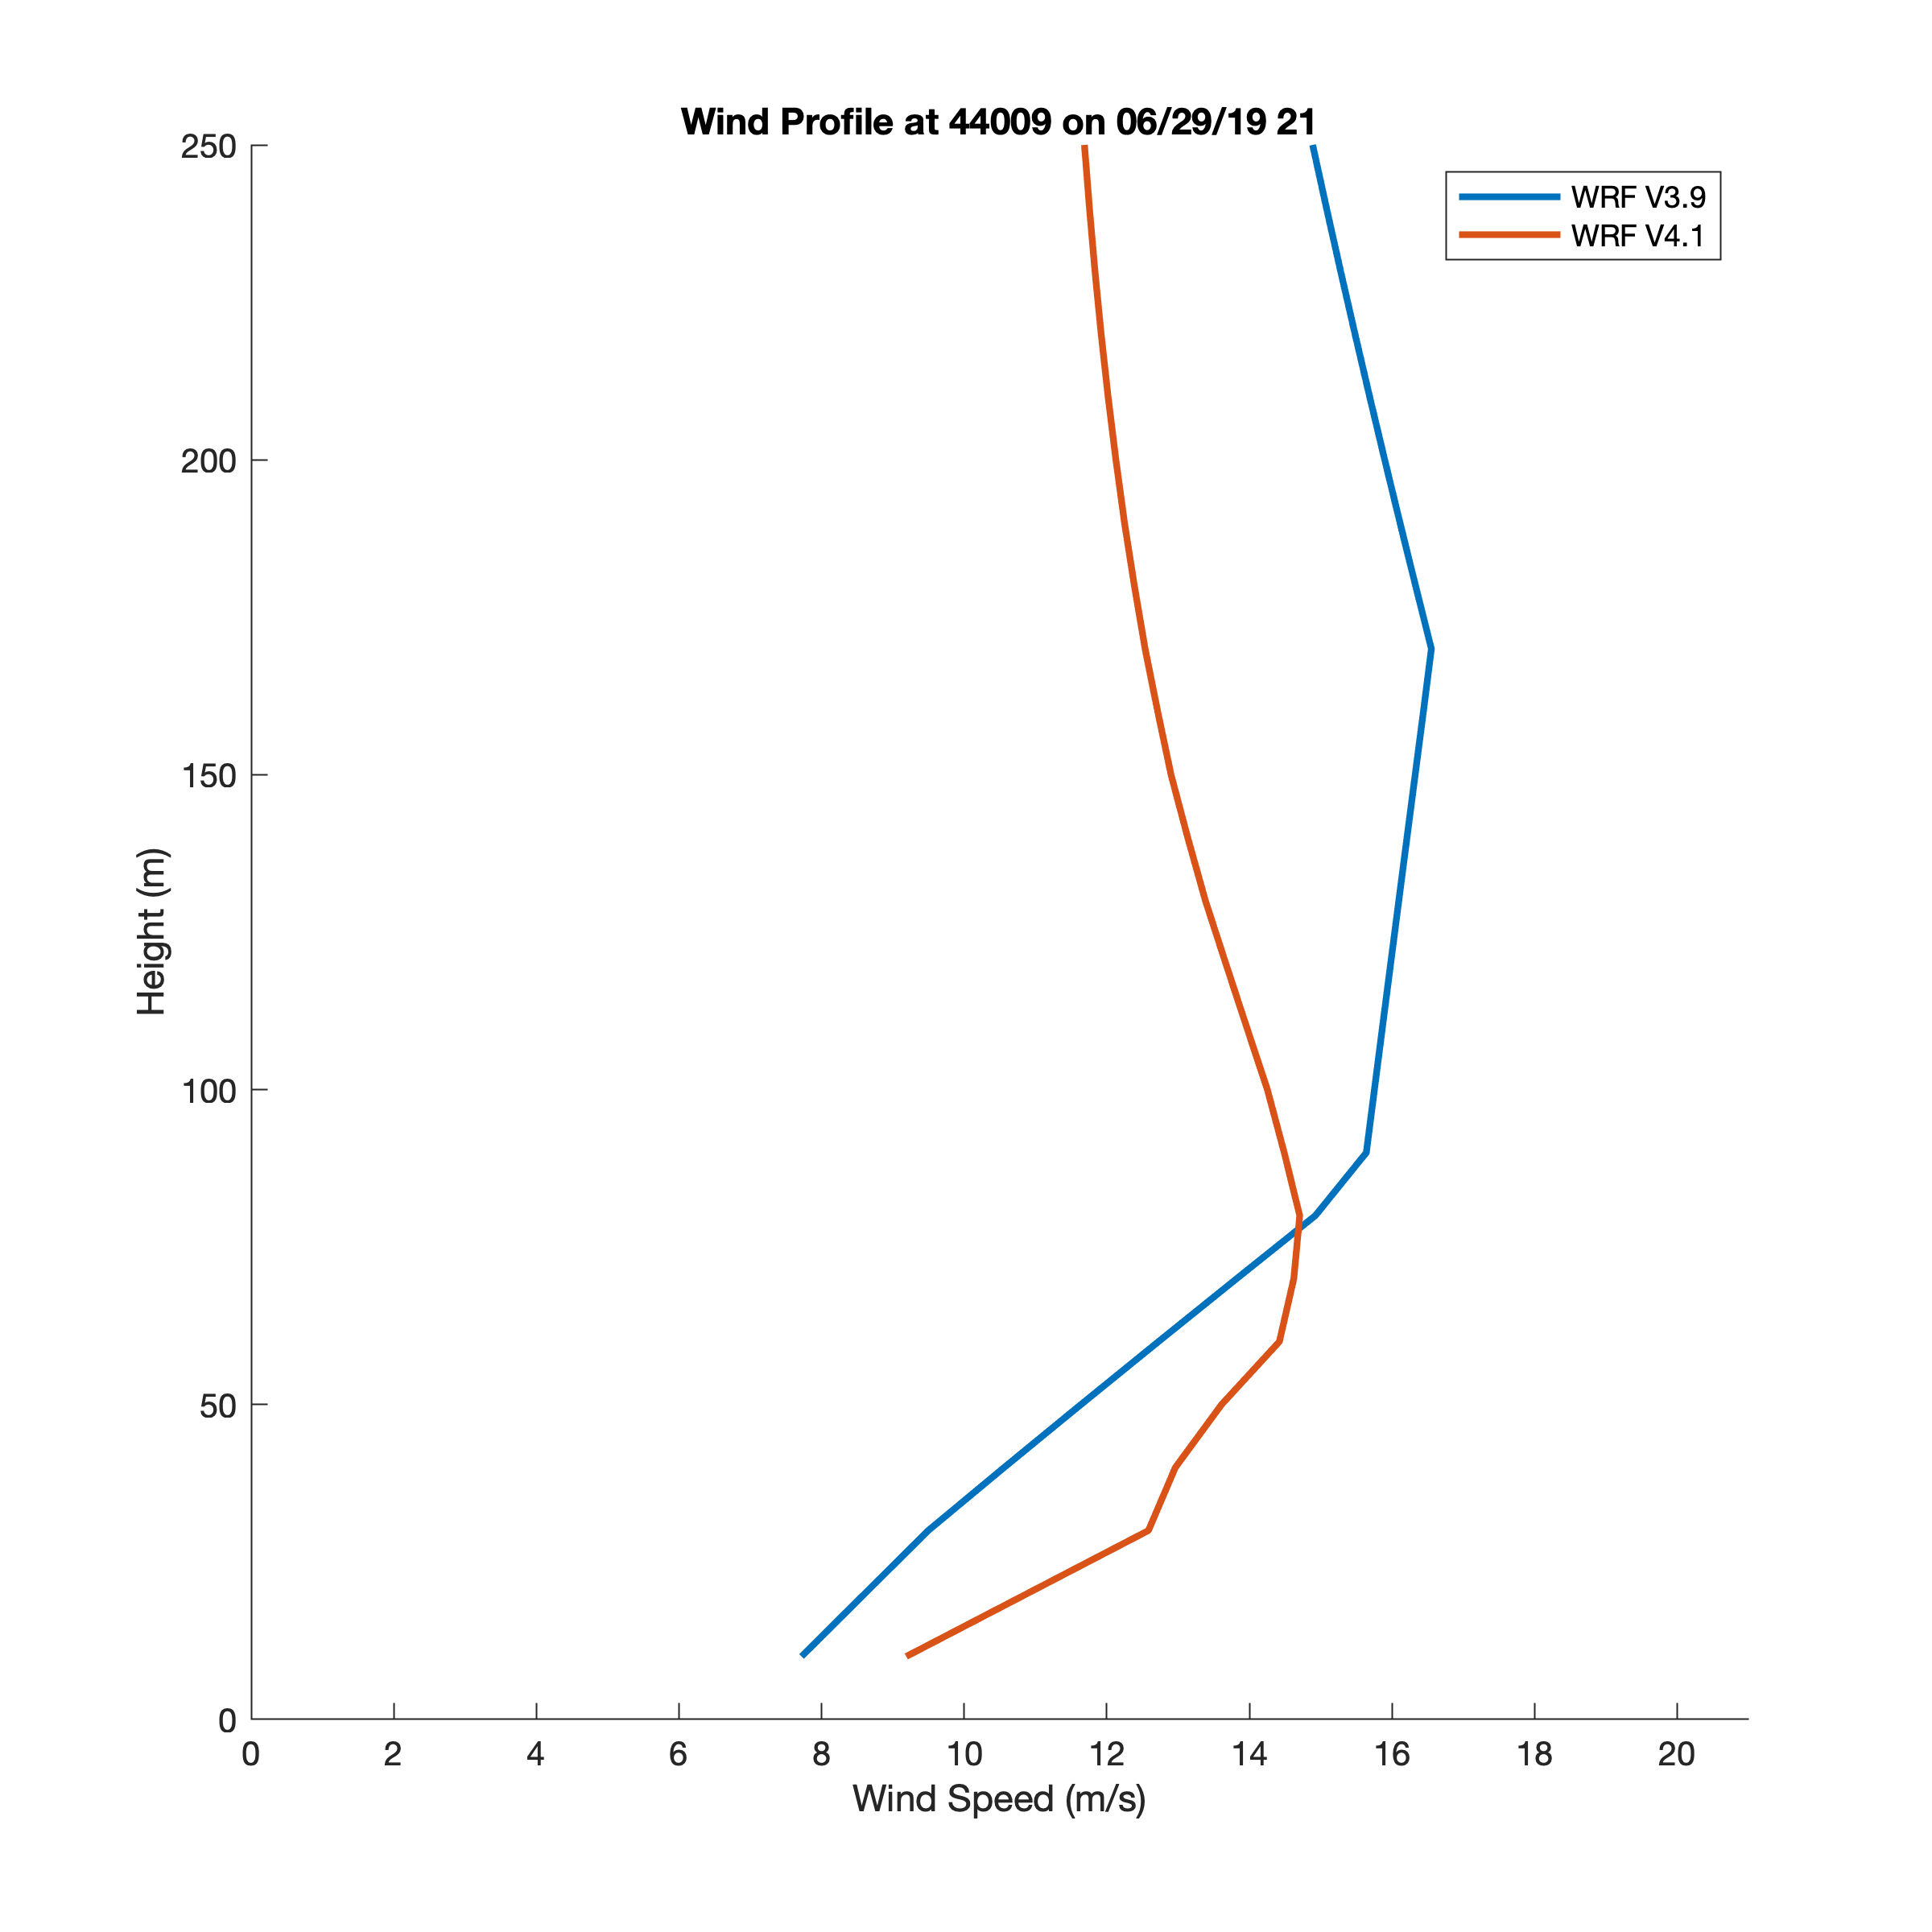 Wind Profile at 44009 on 06/29/19 21
WRF V3.9
WRF V4.1
250
200
150
100
50
0
Height (m)
0 2 4 6 8 10 12 14 16 18 20
Wind Speed (m/s)